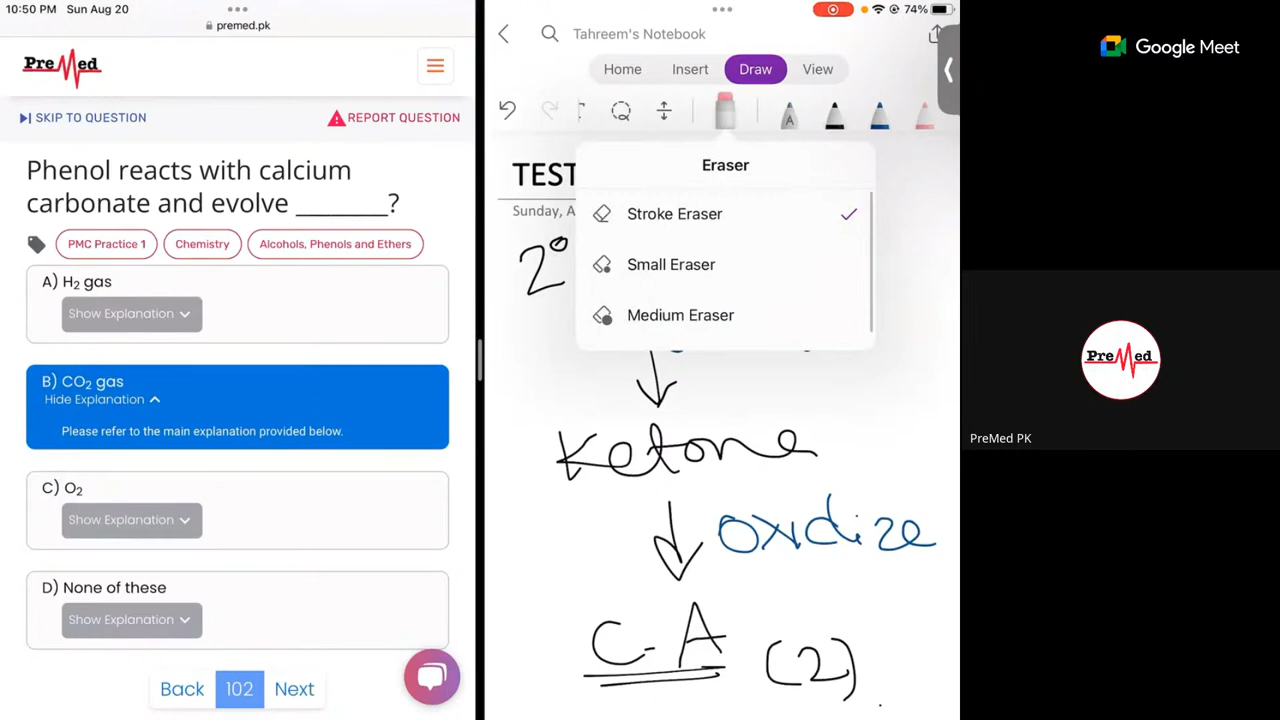 10:50 PM Sun Aug 20
premed.pk
PreMed
SKIP TO QUESTION
REPORT QUESTION
Phenol reacts with calcium
carbonate and evolve _______?
PMC Practice 1
Chemistry
Alcohols, Phenols and Ethers
A) H₂ gas
Show Explanation
B) CO₂ gas
Hide Explanation
Please refer to the main explanation provided below.
C) O₂
Show Explanation
D) None of these
Show Explanation
Back 102 Next
74%
Tahreem's Notebook
Home Insert Draw View
A
Eraser
Stroke Eraser
Small Eraser
Medium Eraser
TEST
Sunday, A
2°
Ketone
oxdize
C-A (2)
Google Meet
PreMed
PreMed PK